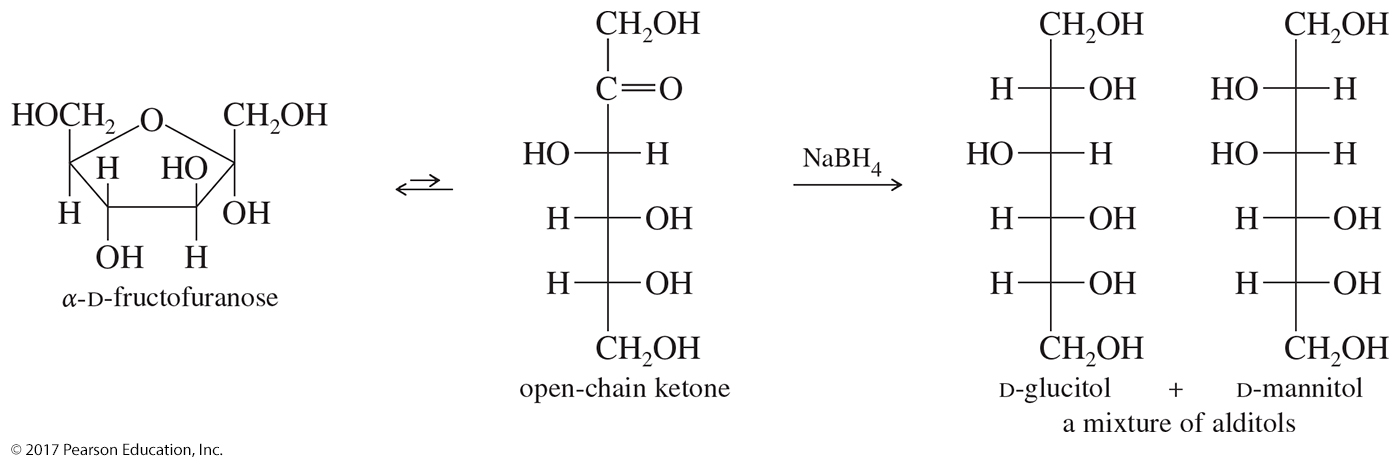 HOCH₂ O CH₂OH
H HO
H OH
OH H
α-D-fructofuranose
CH₂OH
C=O
HO H
H OH
H OH
CH₂OH
open-chain ketone
NaBH₄
CH₂OH
H OH
HO H
H OH
H OH
CH₂OH
D-glucitol
+
CH₂OH
HO H
HO H
H OH
H OH
CH₂OH
D-mannitol
a mixture of alditols
© 2017 Pearson Education, Inc.